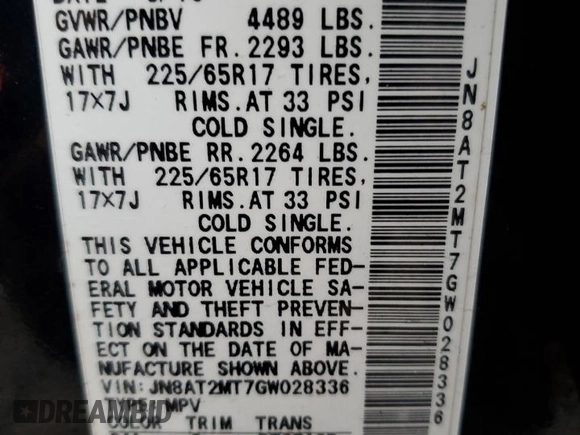 GVWR/PNBV 4489 LBS.
GAWR/PNBE FR. 2293 LBS.
WITH 225/65R17 TIRES,
17x7J RIMS. AT 33 PSI
COLD SINGLE.
GAWR/PNBE RR. 2264 LBS.
WITH 225/65R17 TIRES,
17x7J RIMS. AT 33 PSI
COLD SINGLE.
THIS VEHICLE CONFORMS
TO ALL APPLICABLE FED-
ERAL MOTOR VEHICLE SA-
FETY AND THEFT PREVEN-
TION STANDARDS IN EFF-
ECT ON THE DATE OF MA-
NUFACTURE SHOWN ABOVE.
VIN: JN8AT2MT7GW028336
TYPE: MPV
COLOR TRIM TRANS
JN8AT2MT7GW028336
DREAMBID